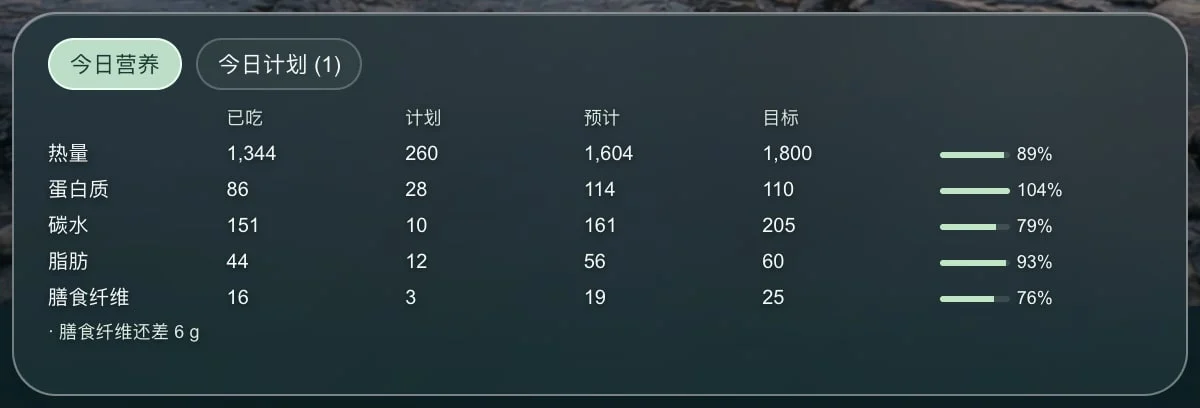 今日营养 今日计划 (1)
已吃 计划 预计 目标
热量 1,344 260 1,604 1,800 89%
蛋白质 86 28 114 110 104%
碳水 151 10 161 205 79%
脂肪 44 12 56 60 93%
膳食纤维 16 3 19 25 76%
· 膳食纤维还差 6 g